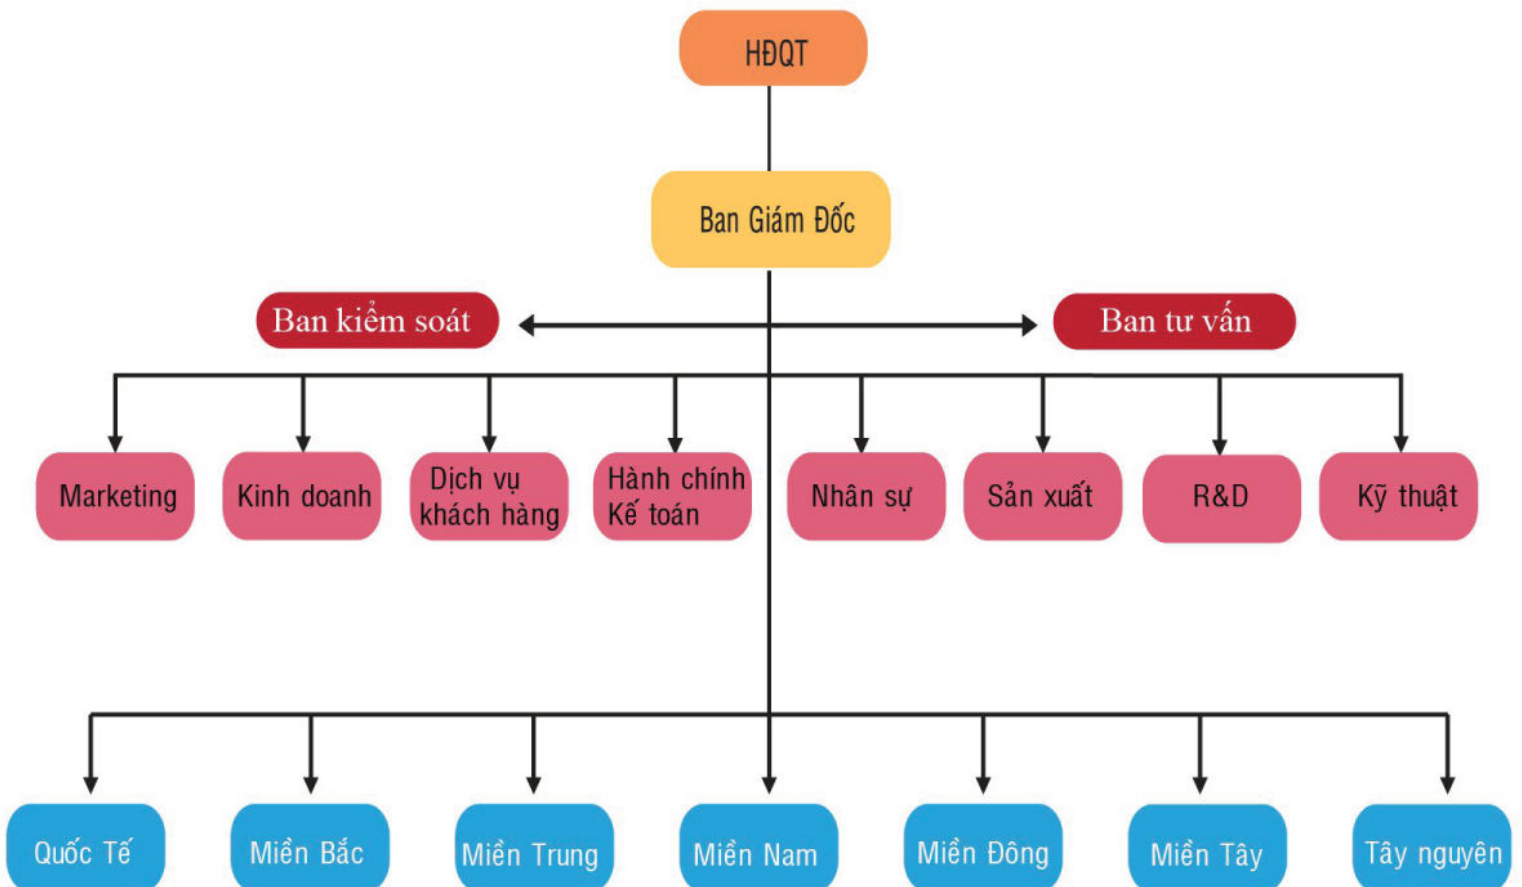 HĐQT
Ban Giám Đốc
Ban kiểm soát
Ban tư vấn
Marketing
Kinh doanh
Dịch vụ
khách hàng
Hành chính
Kế toán
Nhân sự
Sản xuất
R&D
Kỹ thuật
Quốc Tế
Miền Bắc
Miền Trung
Miền Nam
Miền Đông
Miền Tây
Tây nguyên